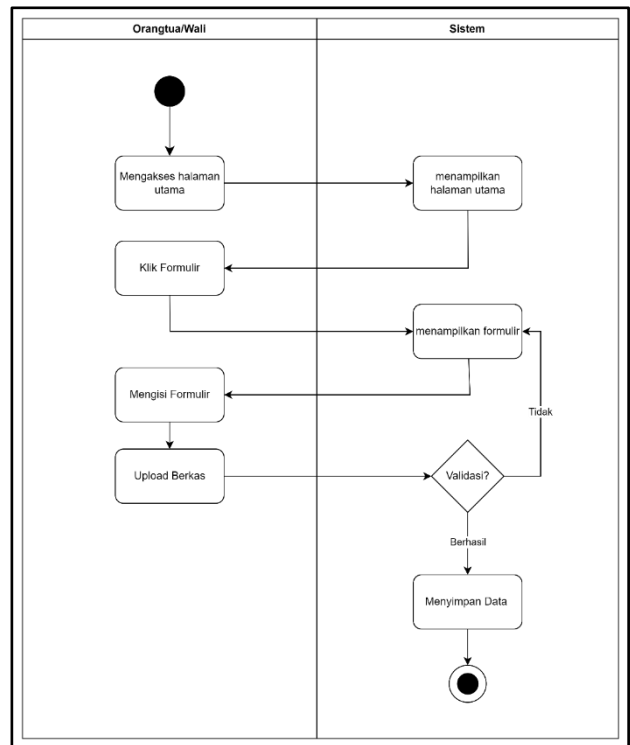 Orangtua/Wali
Sistem
Mengakses halaman
utama
menampilkan
halaman utama
Klik Formulir
menampilkan formulir
Mengisi Formulir
Tidak
Upload Berkas
Validasi?
Berhasil
Menyimpan Data